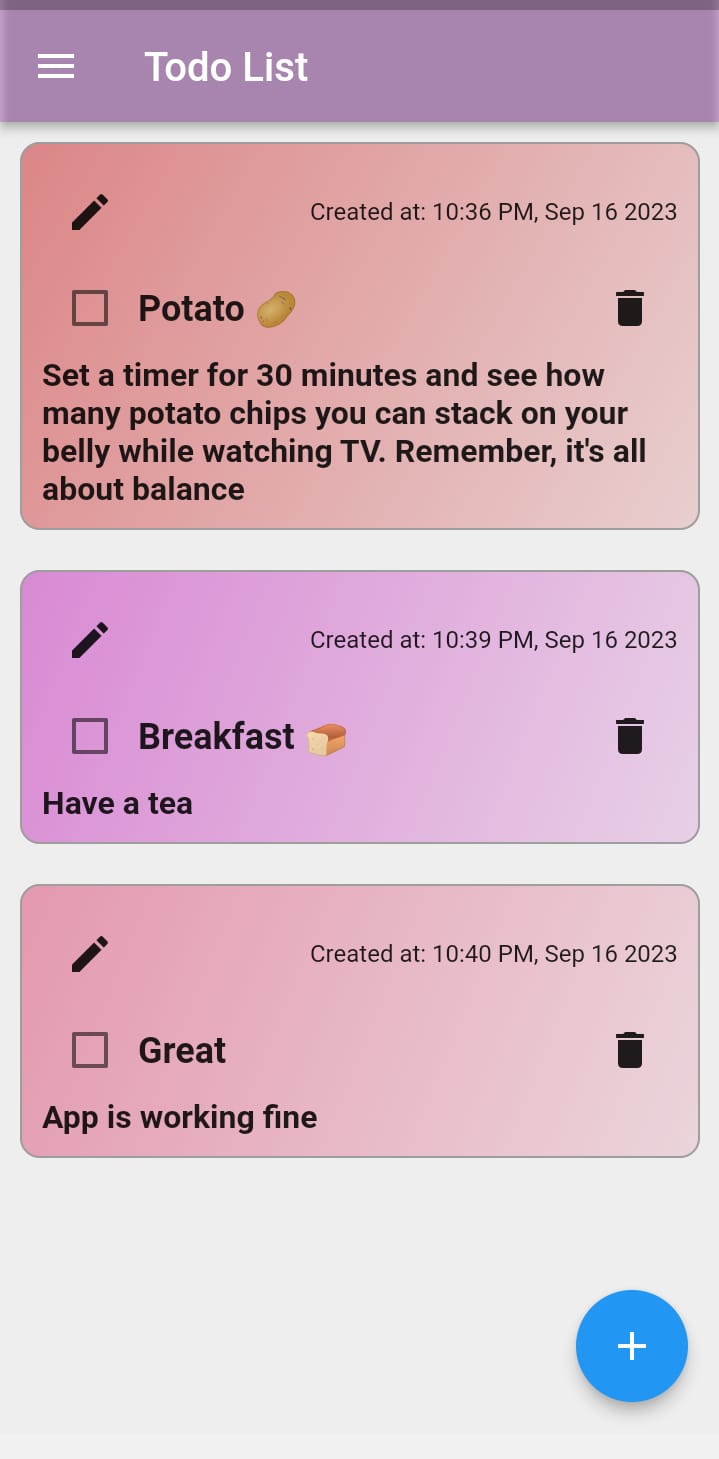 Todo List
Created at: 10:36 PM, Sep 16 2023
Potato 🥔
Set a timer for 30 minutes and see how
many potato chips you can stack on your
belly while watching TV. Remember, it's all
about balance
Created at: 10:39 PM, Sep 16 2023
Breakfast 🍞
Have a tea
Created at: 10:40 PM, Sep 16 2023
Great
App is working fine